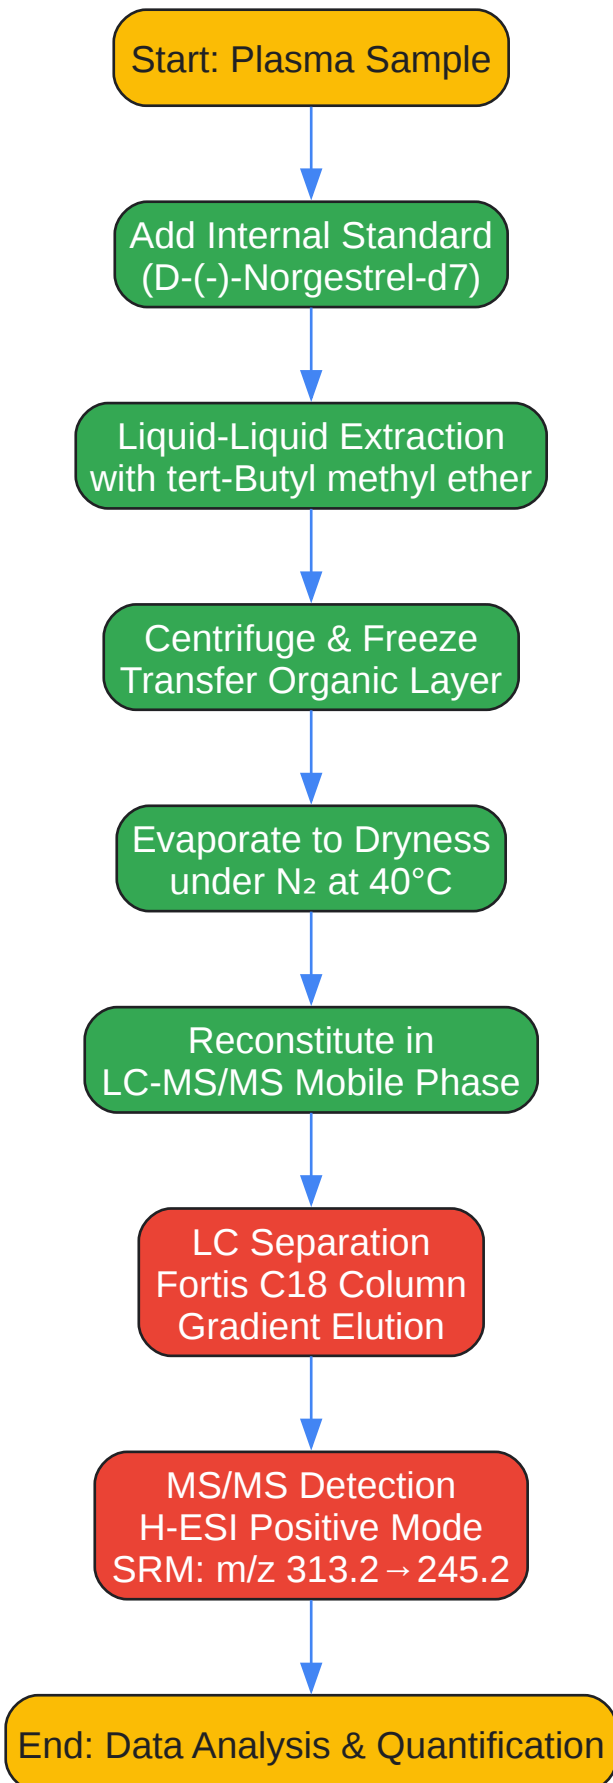 Start: Plasma Sample
Add Internal Standard
(D-(-)-Norgestrel-d7)
Liquid-Liquid Extraction
with tert-Butyl methyl ether
Centrifuge & Freeze
Transfer Organic Layer
Evaporate to Dryness
under N₂ at 40°C
Reconstitute in
LC-MS/MS Mobile Phase
LC Separation
Fortis C18 Column
Gradient Elution
MS/MS Detection
H-ESI Positive Mode
SRM: m/z 313.2→245.2
End: Data Analysis & Quantification